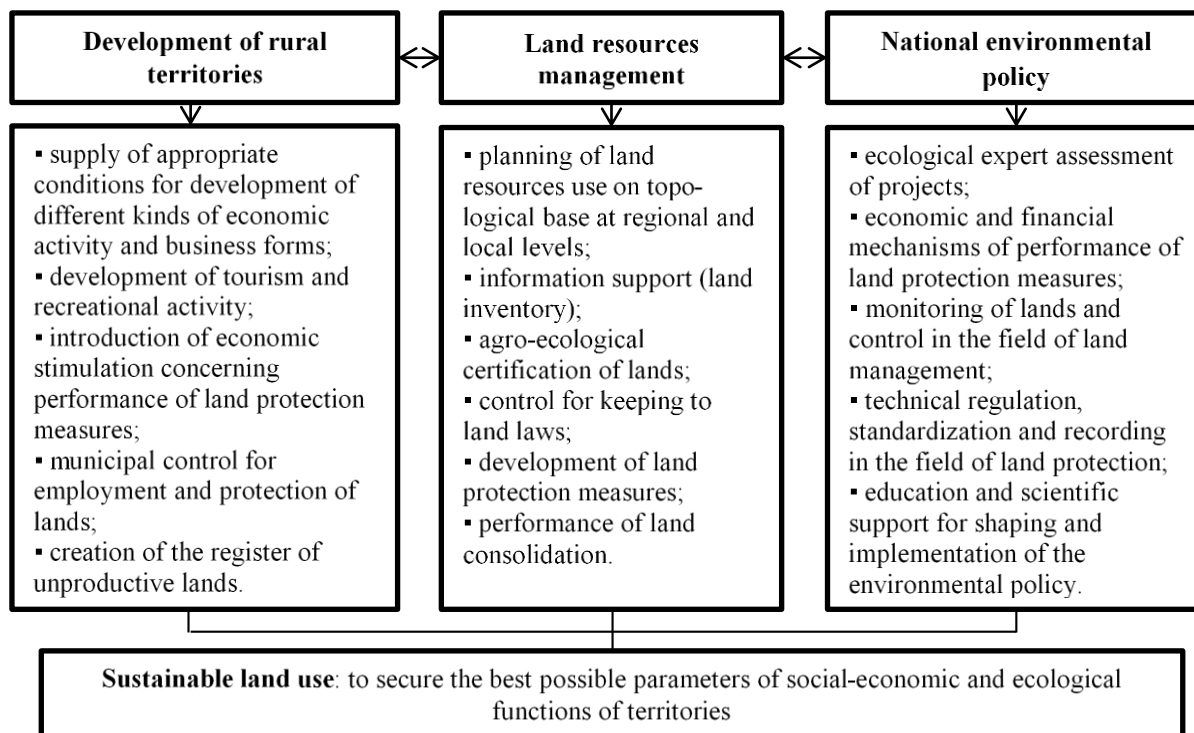 Development of rural
territories
Land resources
management
National environmental
policy
▪ supply of appropriate
conditions for development of
different kinds of economic
activity and business forms;
▪ development of tourism and
recreational activity;
▪ introduction of economic
stimulation concerning
performance of land protection
measures;
▪ municipal control for
employment and protection of
lands;
▪ creation of the register of
unproductive lands.
▪ planning of land
resources use on topo-
logical base at regional and
local levels;
▪ information support (land
inventory);
▪ agro-ecological
certification of lands;
▪ control for keeping to
land laws;
▪ development of land
protection measures;
▪ performance of land
consolidation.
▪ ecological expert assessment
of projects;
▪ economic and financial
mechanisms of performance of
land protection measures;
▪ monitoring of lands and
control in the field of land
management;
▪ technical regulation,
standardization and recording
in the field of land protection;
▪ education and scientific
support for shaping and
implementation of the
environmental policy.
Sustainable land use: to secure the best possible parameters of social-economic and ecological
functions of territories